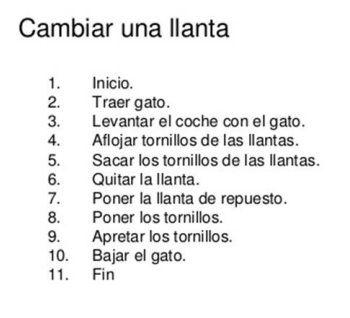 Cambiar una llanta
1. Inicio.
2. Traer gato.
3. Levantar el coche con el gato.
4. Aflojar tornillos de las llantas.
5. Sacar los tornillos de las llantas.
6. Quitar la llanta.
7. Poner la llanta de repuesto.
8. Poner los tornillos.
9. Apretar los tornillos.
10. Bajar el gato.
11. Fin